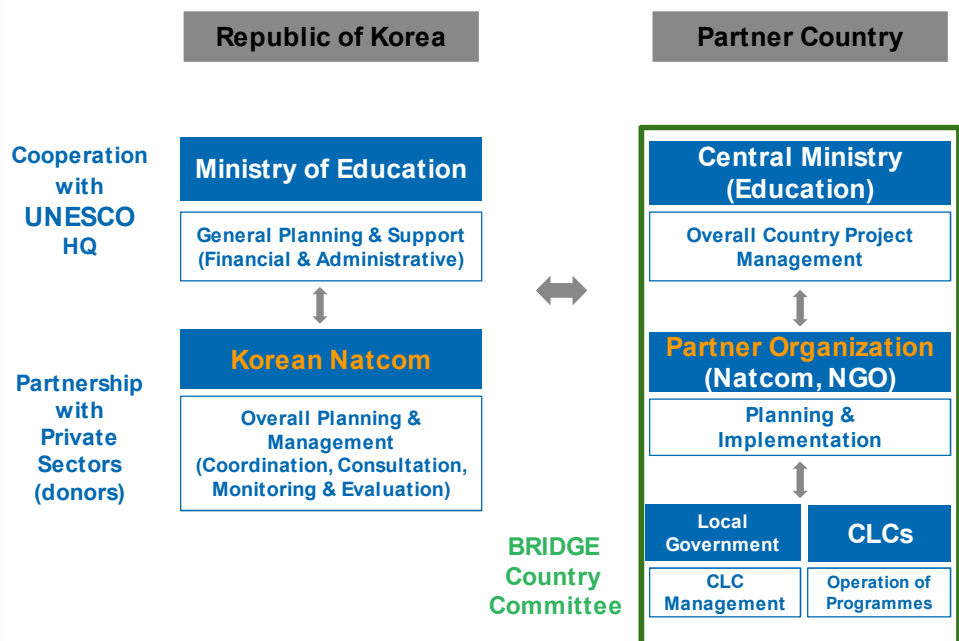 Republic of Korea
Partner Country
Cooperation
with
UNESCO
HQ
Ministry of Education
General Planning & Support
(Financial & Administrative)
Partnership
with
Private
Sectors
(donors)
Korean Natcom
Overall Planning &
Management
(Coordination, Consultation,
Monitoring & Evaluation)
BRIDGE
Country
Committee
Central Ministry
(Education)
Overall Country Project
Management
Partner Organization
(Natcom, NGO)
Planning &
Implementation
Local
Government
CLC
Management
CLCs
Operation of
Programmes